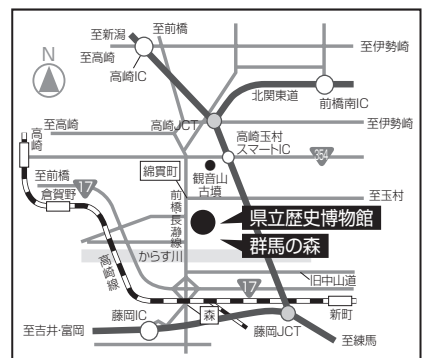 至新潟
至前橋
至伊勢崎
N
至高崎
高崎IC
北関東道
前橋南IC
至高崎
高崎JCT
至伊勢崎
高崎
高崎玉村
スマートIC
354
至前橋
17
綿貫町
観音山
古墳
倉賀野
前橋長瀞線
至玉村
県立歴史博物館
群馬の森
からす川
高崎線
旧中山道
17
新町
藤岡IC
森
至吉井・富岡
藤岡JCT
至練馬